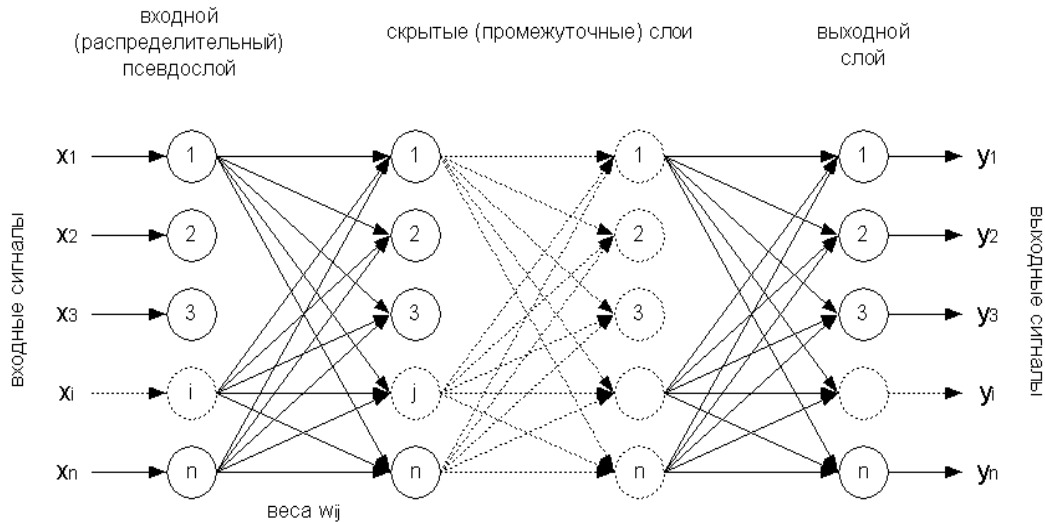 входной
(распределительный)
псевдослой
скрытые (промежуточные) слои
выходной
слой
входные сигналы
x1 1 1 1 1 y1
x2 2 2 2 2 y2
x3 3 3 3 3 y3
xi i j yi
xn n n n n yn
выходные сигналы
веса wij